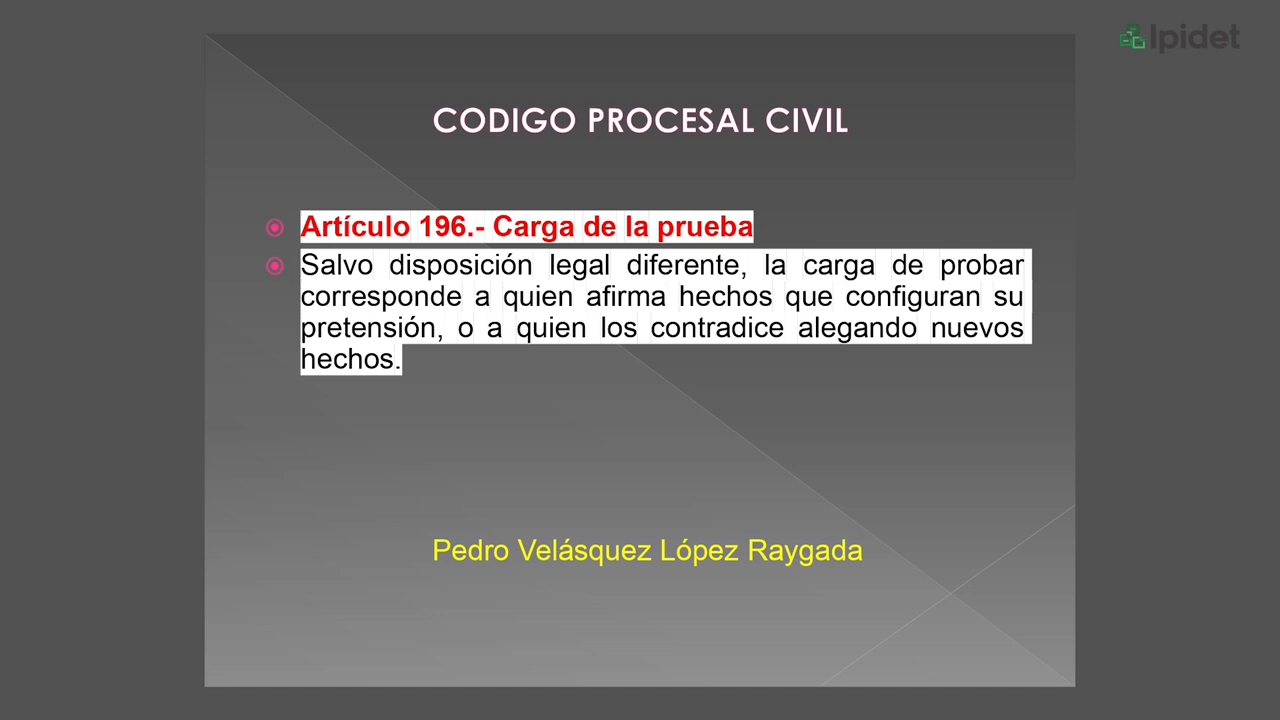 Ipidet
CODIGO PROCESAL CIVIL
Artículo 196.- Carga de la prueba
Salvo disposición legal diferente, la carga de probar
corresponde a quien afirma hechos que configuran su
pretensión, o a quien los contradice alegando nuevos
hechos.
Pedro Velásquez López Raygada